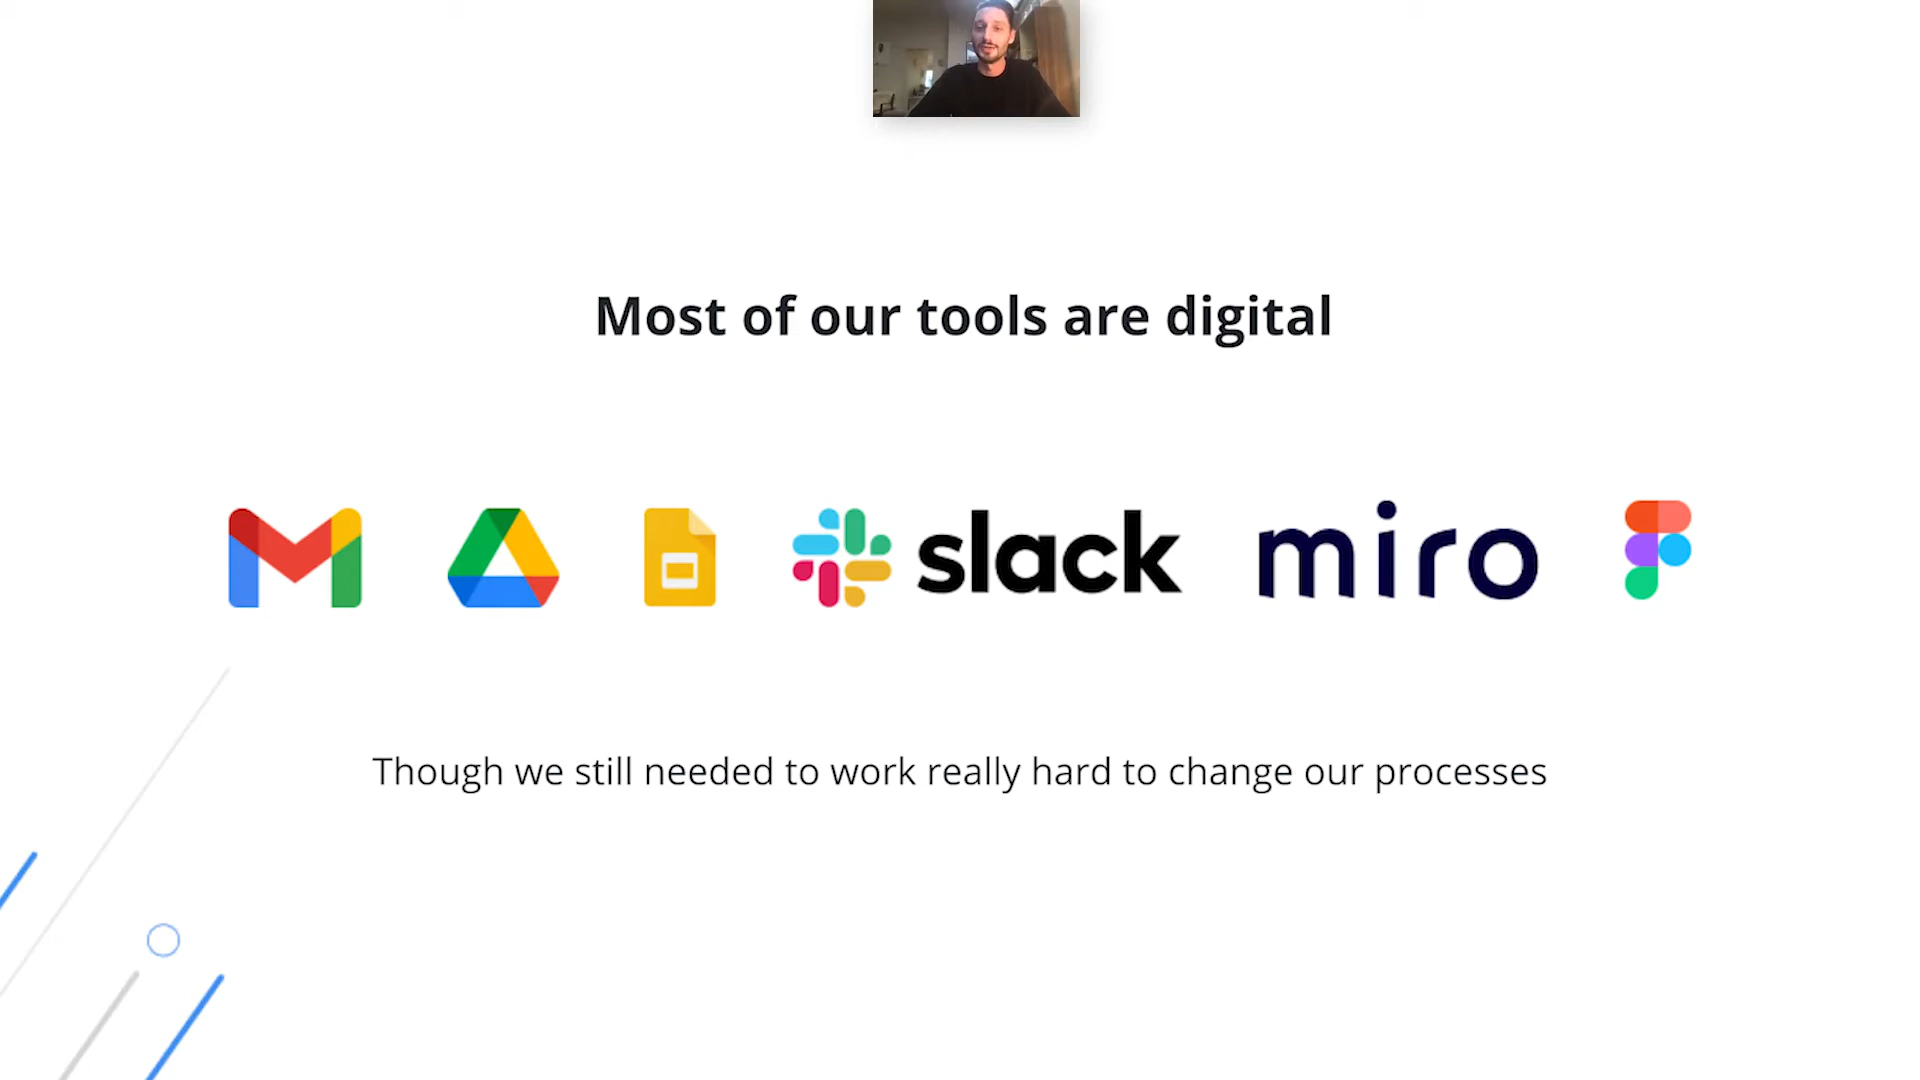 Most of our tools are digital
slack
miro
Though we still needed to work really hard to change our processes